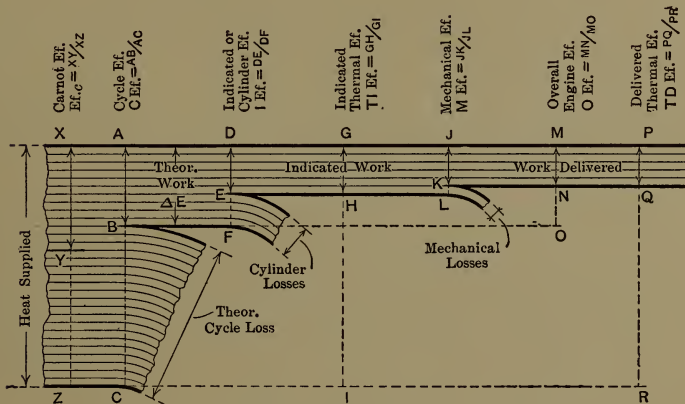 Carnot Ef.
Ef.c = XY/XZ
Cycle Ef.
C Ef. = AB/AC
Indicated or
Cylinder Ef.
I Ef. = DE/DF
Indicated
Thermal Ef.
TI Ef. = GH/GI
Mechanical Ef.
M Ef. = JK/JL
Overall
Engine Ef.
O Ef. = MN/MO
Delivered
Thermal Ef.
TD Ef. = PQ/PR
X A D G J M P
Theor.
Work
ΔE
Indicated Work
Work Delivered
E H K L N Q
B F O
Y
Heat Supplied
Cylinder
Losses
Mechanical
Losses
Theor.
Cycle Loss
Z C I R